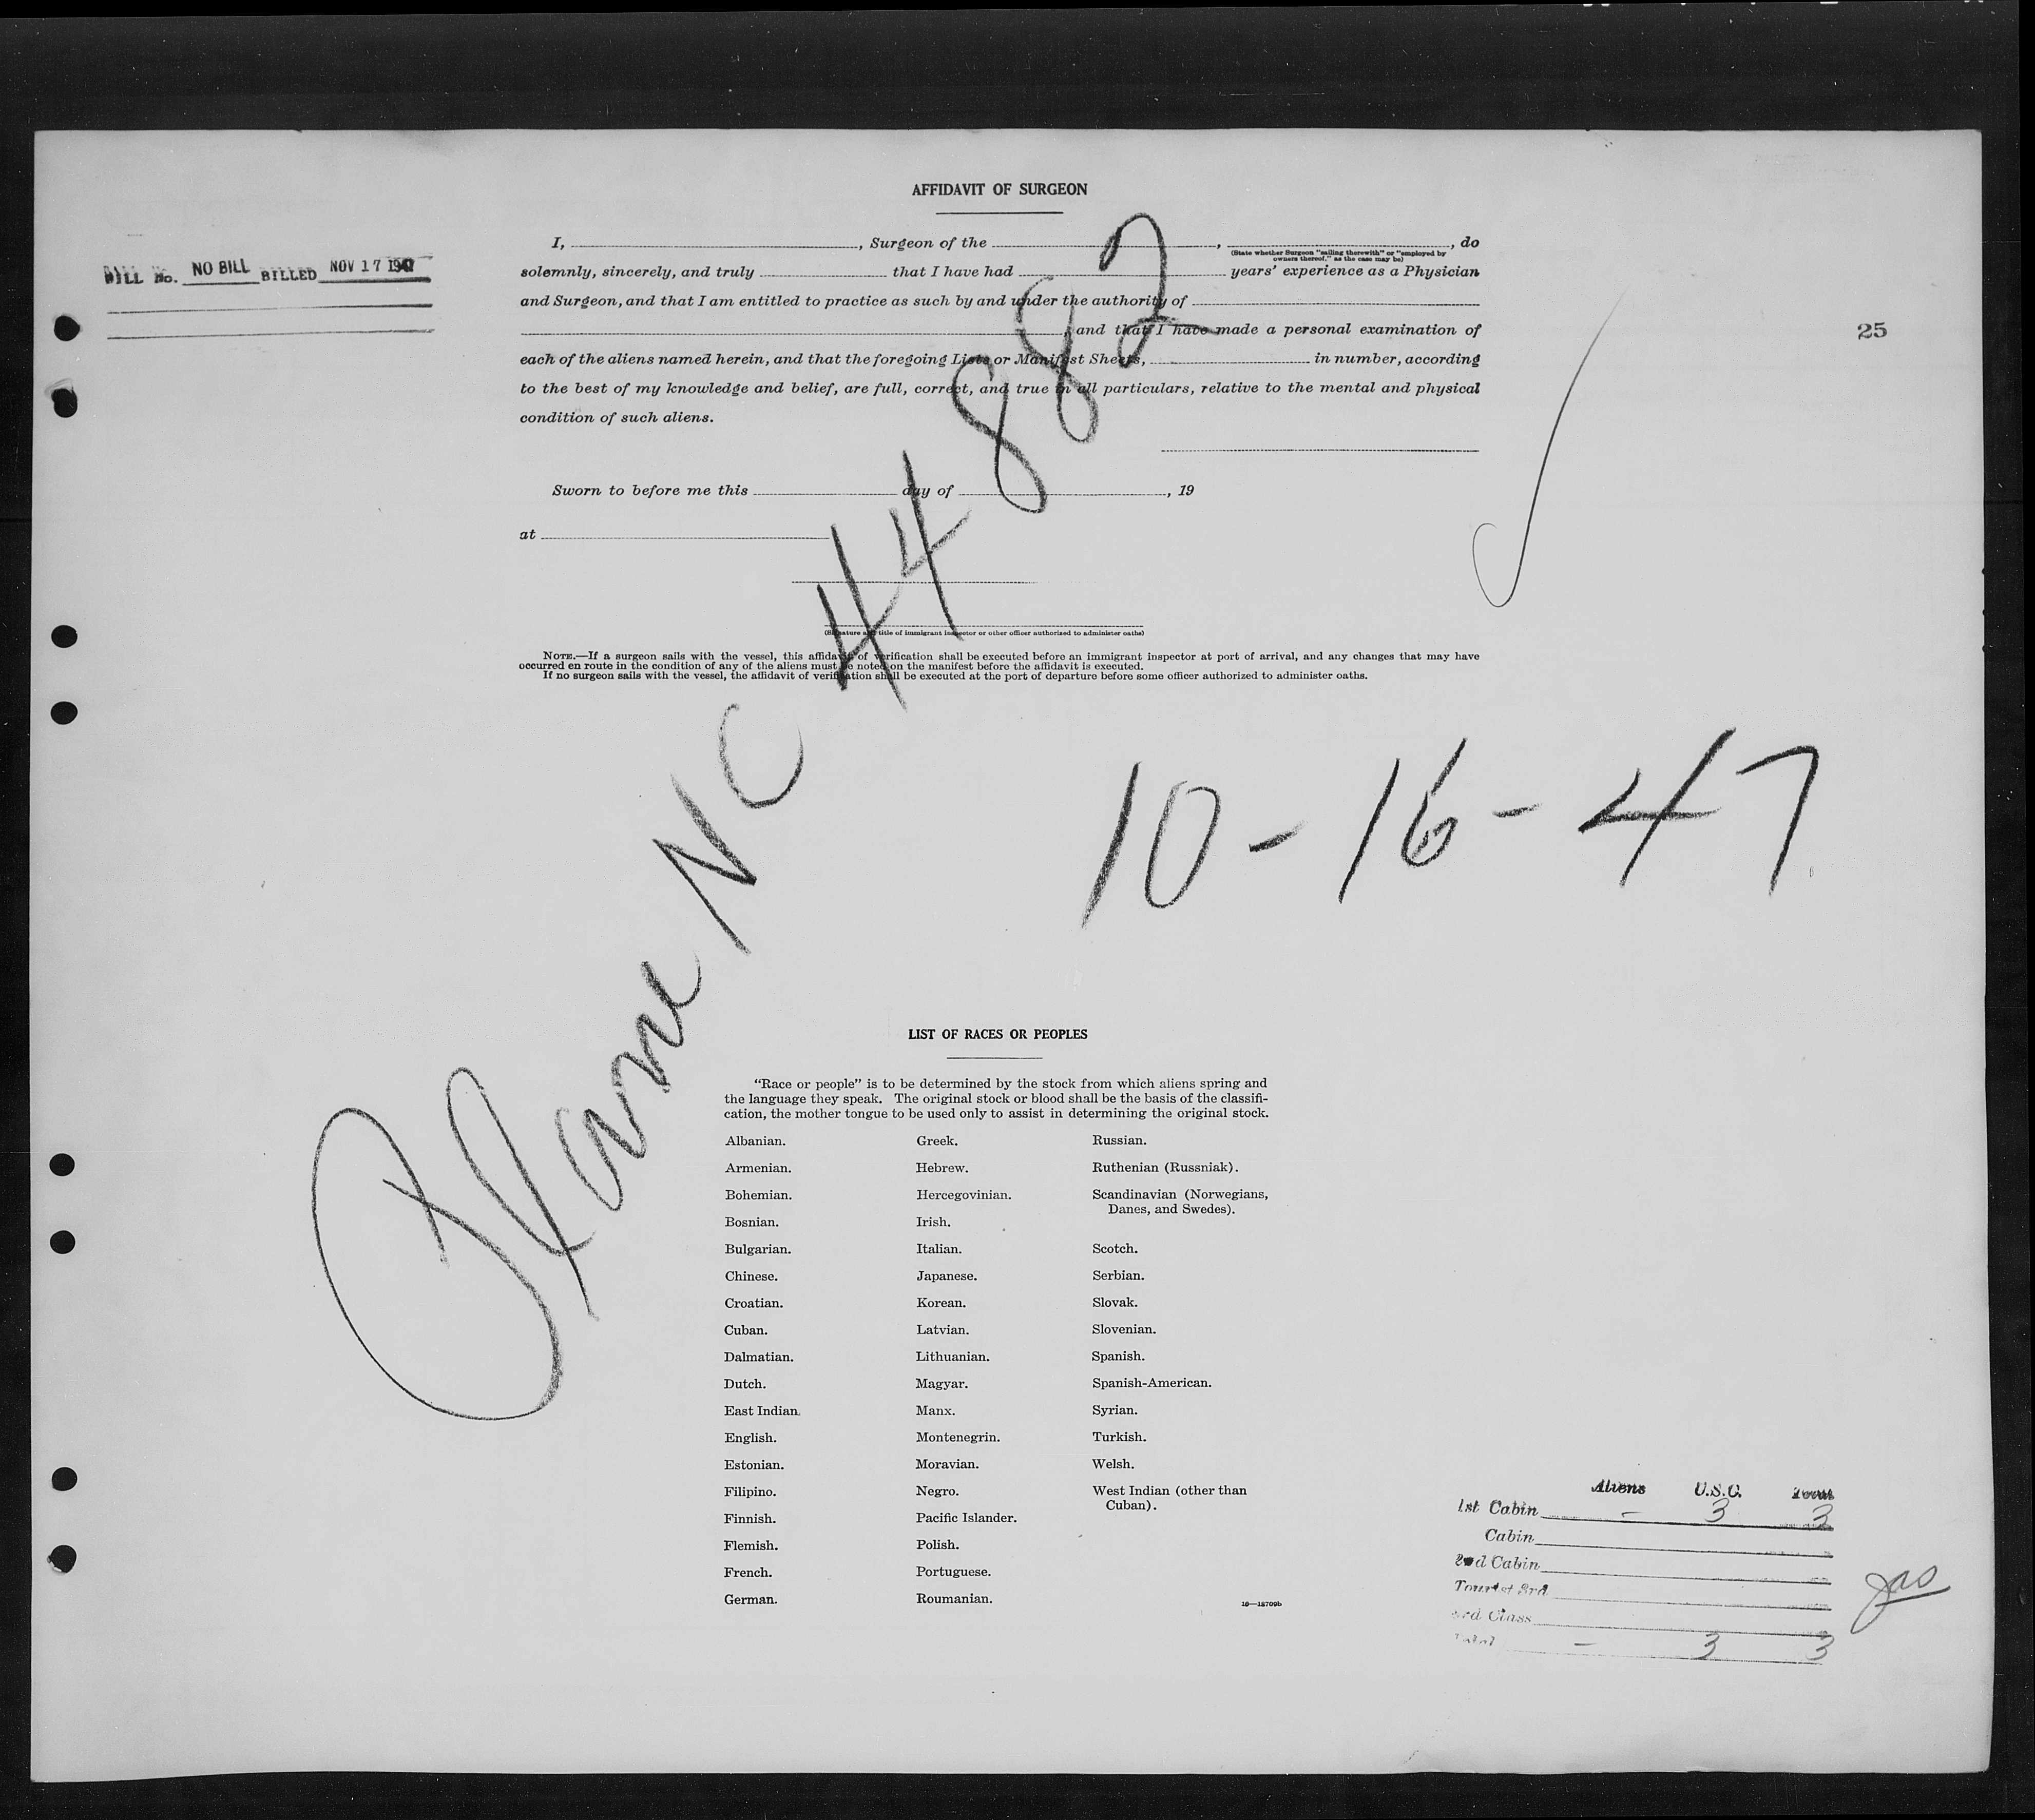 AFFIDAVIT OF SURGEON
BILL No. NO BILL BILLED NOV 17 1947
I, , Surgeon of the , , do
(State whether Surgeon "sailing therewith" or "employed by
owners thereof," as the case may be)
solemnly, sincerely, and truly that I have had years' experience as a Physician
and Surgeon, and that I am entitled to practice as such by and under the authority of
, and that I have made a personal examination of
25
each of the aliens named herein, and that the foregoing Lists or Manifest Sheets, in number, according
to the best of my knowledge and belief, are full, correct, and true in all particulars, relative to the mental and physical
condition of such aliens.
Sworn to before me this day of , 19
at
(Signature and title of immigrant inspector or other officer authorized to administer oaths)
NOTE.—If a surgeon sails with the vessel, this affidavit of verification shall be executed before an immigrant inspector at port of arrival, and any changes that may have
occurred en route in the condition of any of the aliens must be noted on the manifest before the affidavit is executed.
If no surgeon sails with the vessel, the affidavit of verification shall be executed at the port of departure before some officer authorized to administer oaths.
Plane NC 44882
10-16-47
LIST OF RACES OR PEOPLES
"Race or people" is to be determined by the stock from which aliens spring and
the language they speak. The original stock or blood shall be the basis of the classifi-
cation, the mother tongue to be used only to assist in determining the original stock.
Albanian.
Armenian.
Bohemian.
Bosnian.
Bulgarian.
Chinese.
Croatian.
Cuban.
Dalmatian.
Dutch.
East Indian.
English.
Estonian.
Filipino.
Finnish.
Flemish.
French.
German.
Greek.
Hebrew.
Hercegovinian.
Irish.
Italian.
Japanese.
Korean.
Latvian.
Lithuanian.
Magyar.
Manx.
Montenegrin.
Moravian.
Negro.
Pacific Islander.
Polish.
Portuguese.
Roumanian.
Russian.
Ruthenian (Russniak).
Scandinavian (Norwegians,
Danes, and Swedes).
Scotch.
Serbian.
Slovak.
Slovenian.
Spanish.
Spanish-American.
Syrian.
Turkish.
Welsh.
West Indian (other than
Cuban).
16—18709b
Aliens U.S.C. Total
1st Cabin - 3 3
Cabin
2nd Cabin
Tourist 3rd
3rd Class
Total - 3 3